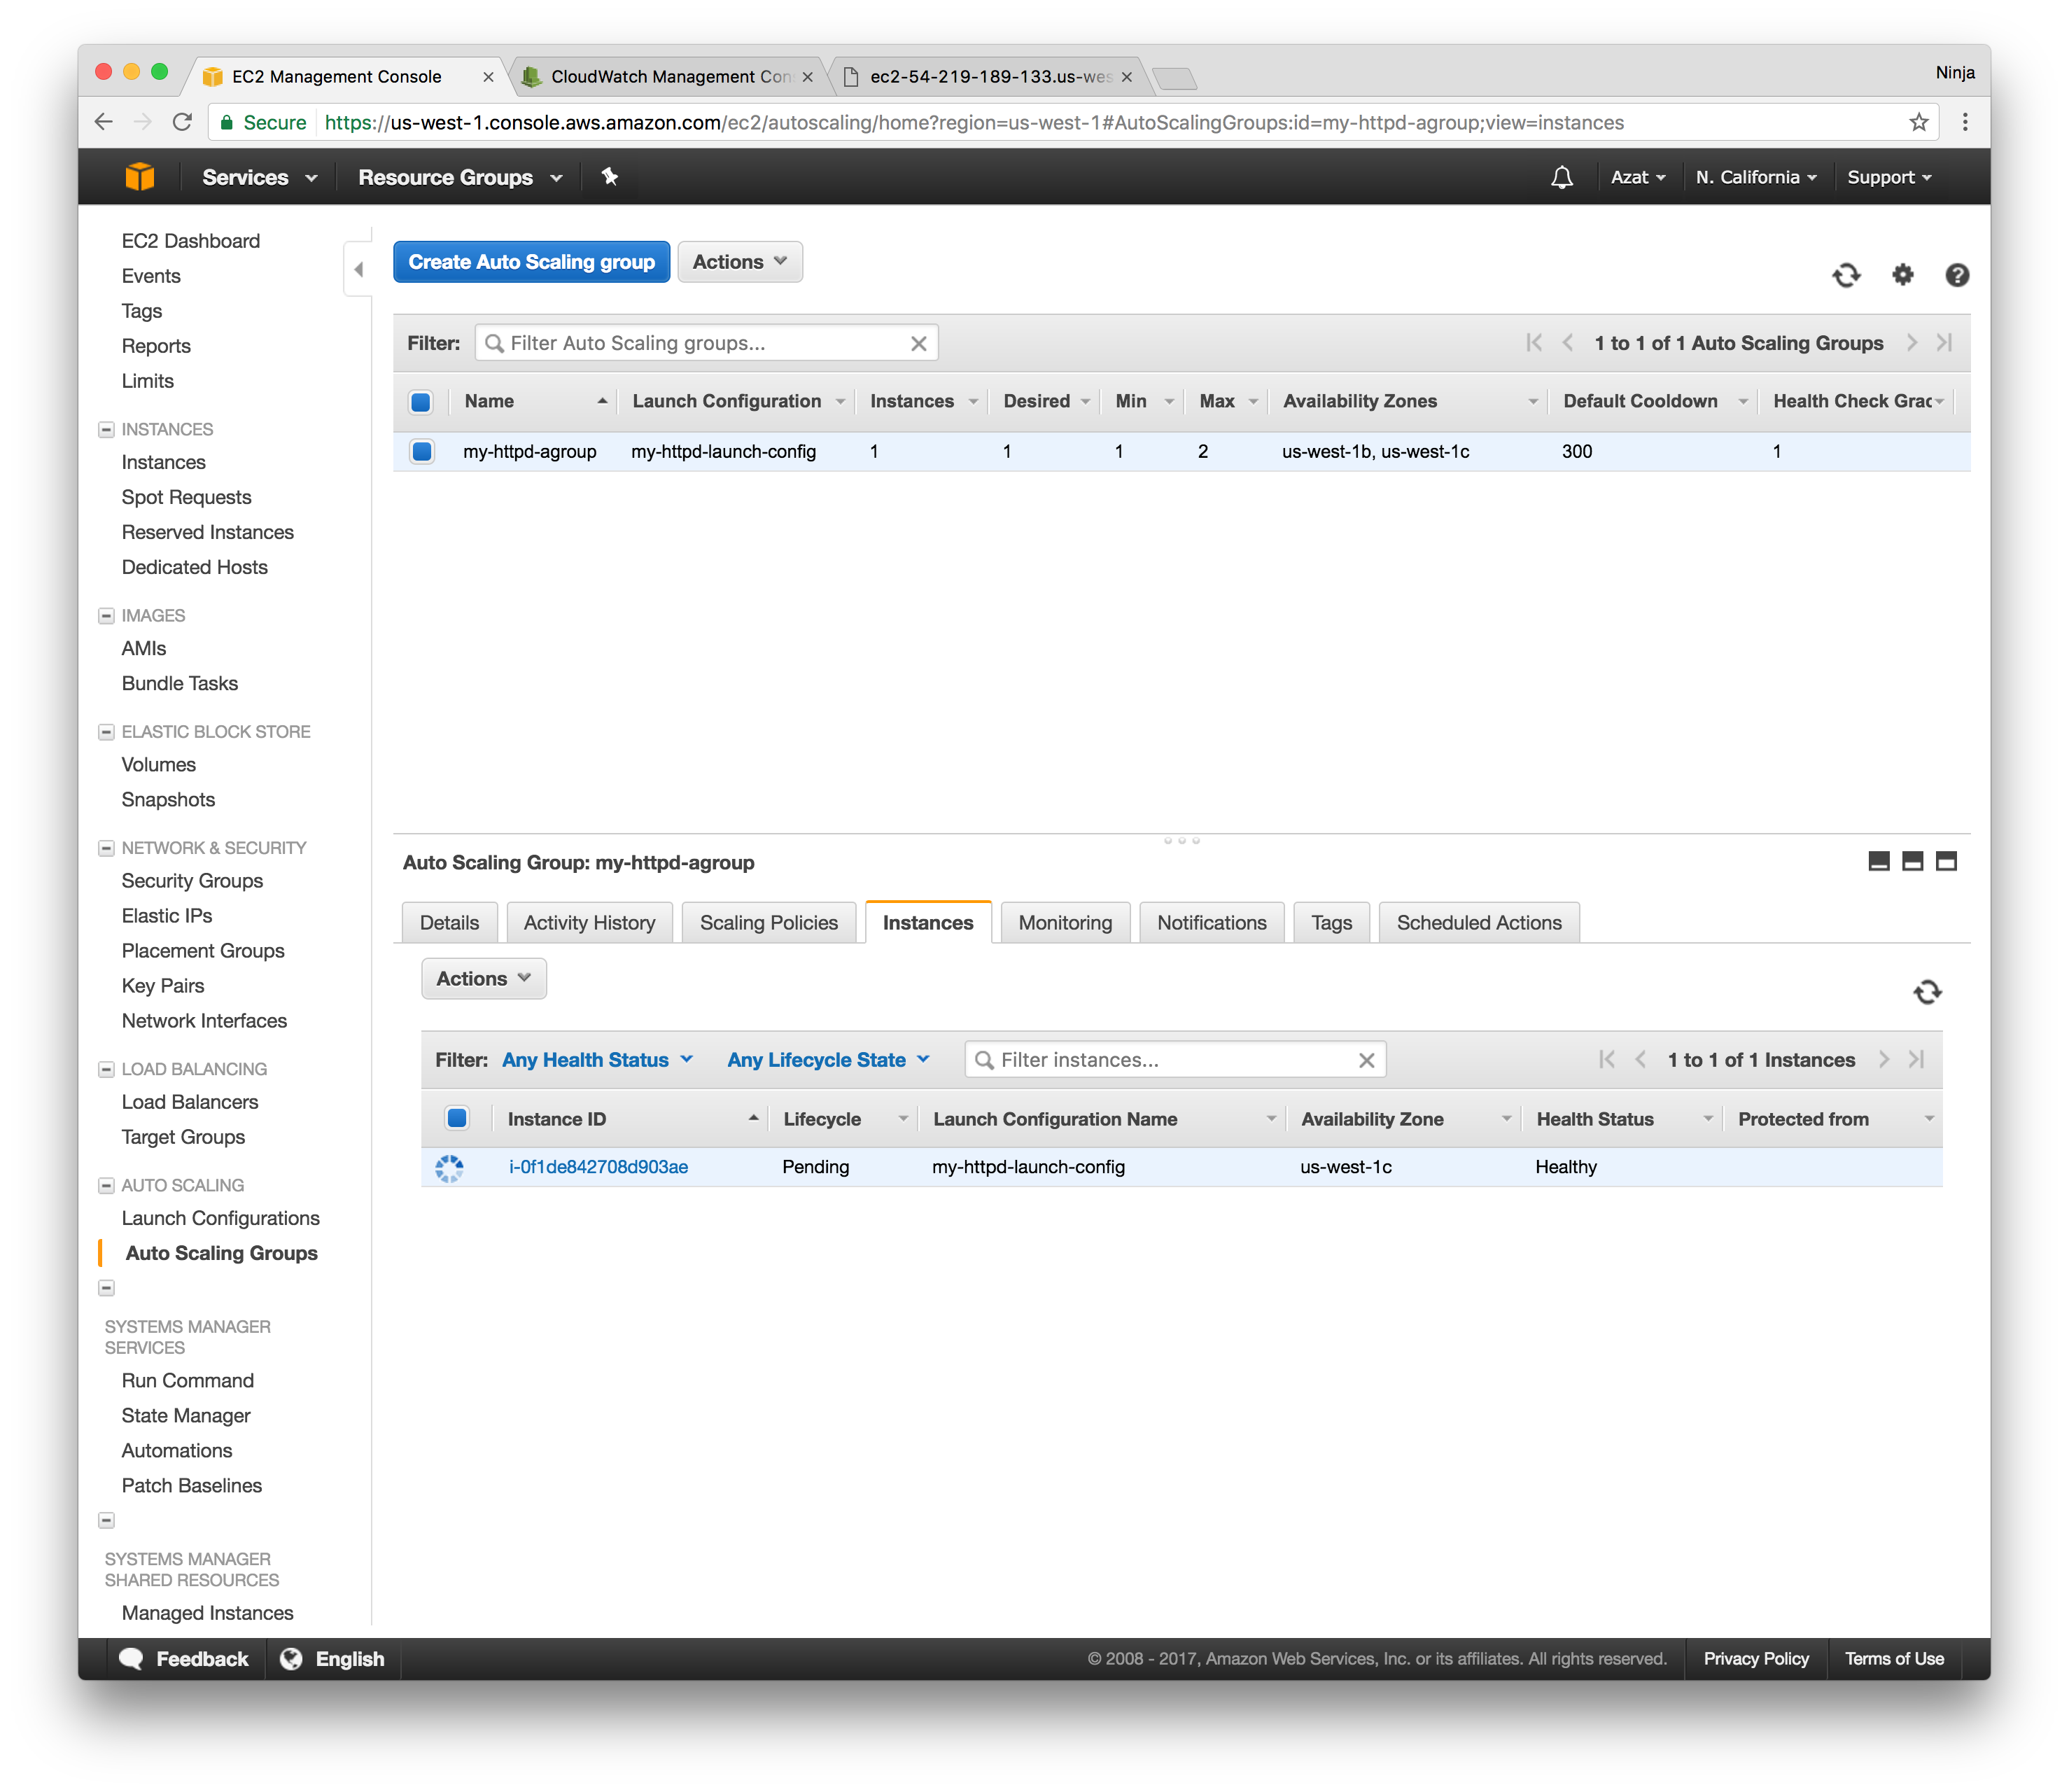 EC2 Management Console
CloudWatch Management Con
ec2-54-219-189-133.us-wes
Ninja
Secure
https://us-west-1.console.aws.amazon.com/ec2/autoscaling/home?region=us-west-1#AutoScalingGroups:id=my-httpd-agroup;view=instances
Services
Resource Groups
Azat
N. California
Support
EC2 Dashboard
Events
Tags
Reports
Limits
INSTANCES
Instances
Spot Requests
Reserved Instances
Dedicated Hosts
IMAGES
AMIs
Bundle Tasks
ELASTIC BLOCK STORE
Volumes
Snapshots
NETWORK & SECURITY
Security Groups
Elastic IPs
Placement Groups
Key Pairs
Network Interfaces
LOAD BALANCING
Load Balancers
Target Groups
AUTO SCALING
Launch Configurations
Auto Scaling Groups
SYSTEMS MANAGER
SERVICES
Run Command
State Manager
Automations
Patch Baselines
SYSTEMS MANAGER
SHARED RESOURCES
Managed Instances
Create Auto Scaling group
Actions
Filter: Filter Auto Scaling groups...
1 to 1 of 1 Auto Scaling Groups
Name Launch Configuration Instances Desired Min Max Availability Zones Default Cooldown Health Check Grac
my-httpd-agroup my-httpd-launch-config 1 1 1 2 us-west-1b, us-west-1c 300 1
Auto Scaling Group: my-httpd-agroup
Details
Activity History
Scaling Policies
Instances
Monitoring
Notifications
Tags
Scheduled Actions
Actions
Filter: Any Health Status Any Lifecycle State Filter instances...
1 to 1 of 1 Instances
Instance ID Lifecycle Launch Configuration Name Availability Zone Health Status Protected from
i-0f1de842708d903ae Pending my-httpd-launch-config us-west-1c Healthy
Feedback
English
© 2008 - 2017, Amazon Web Services, Inc. or its affiliates. All rights reserved.
Privacy Policy
Terms of Use